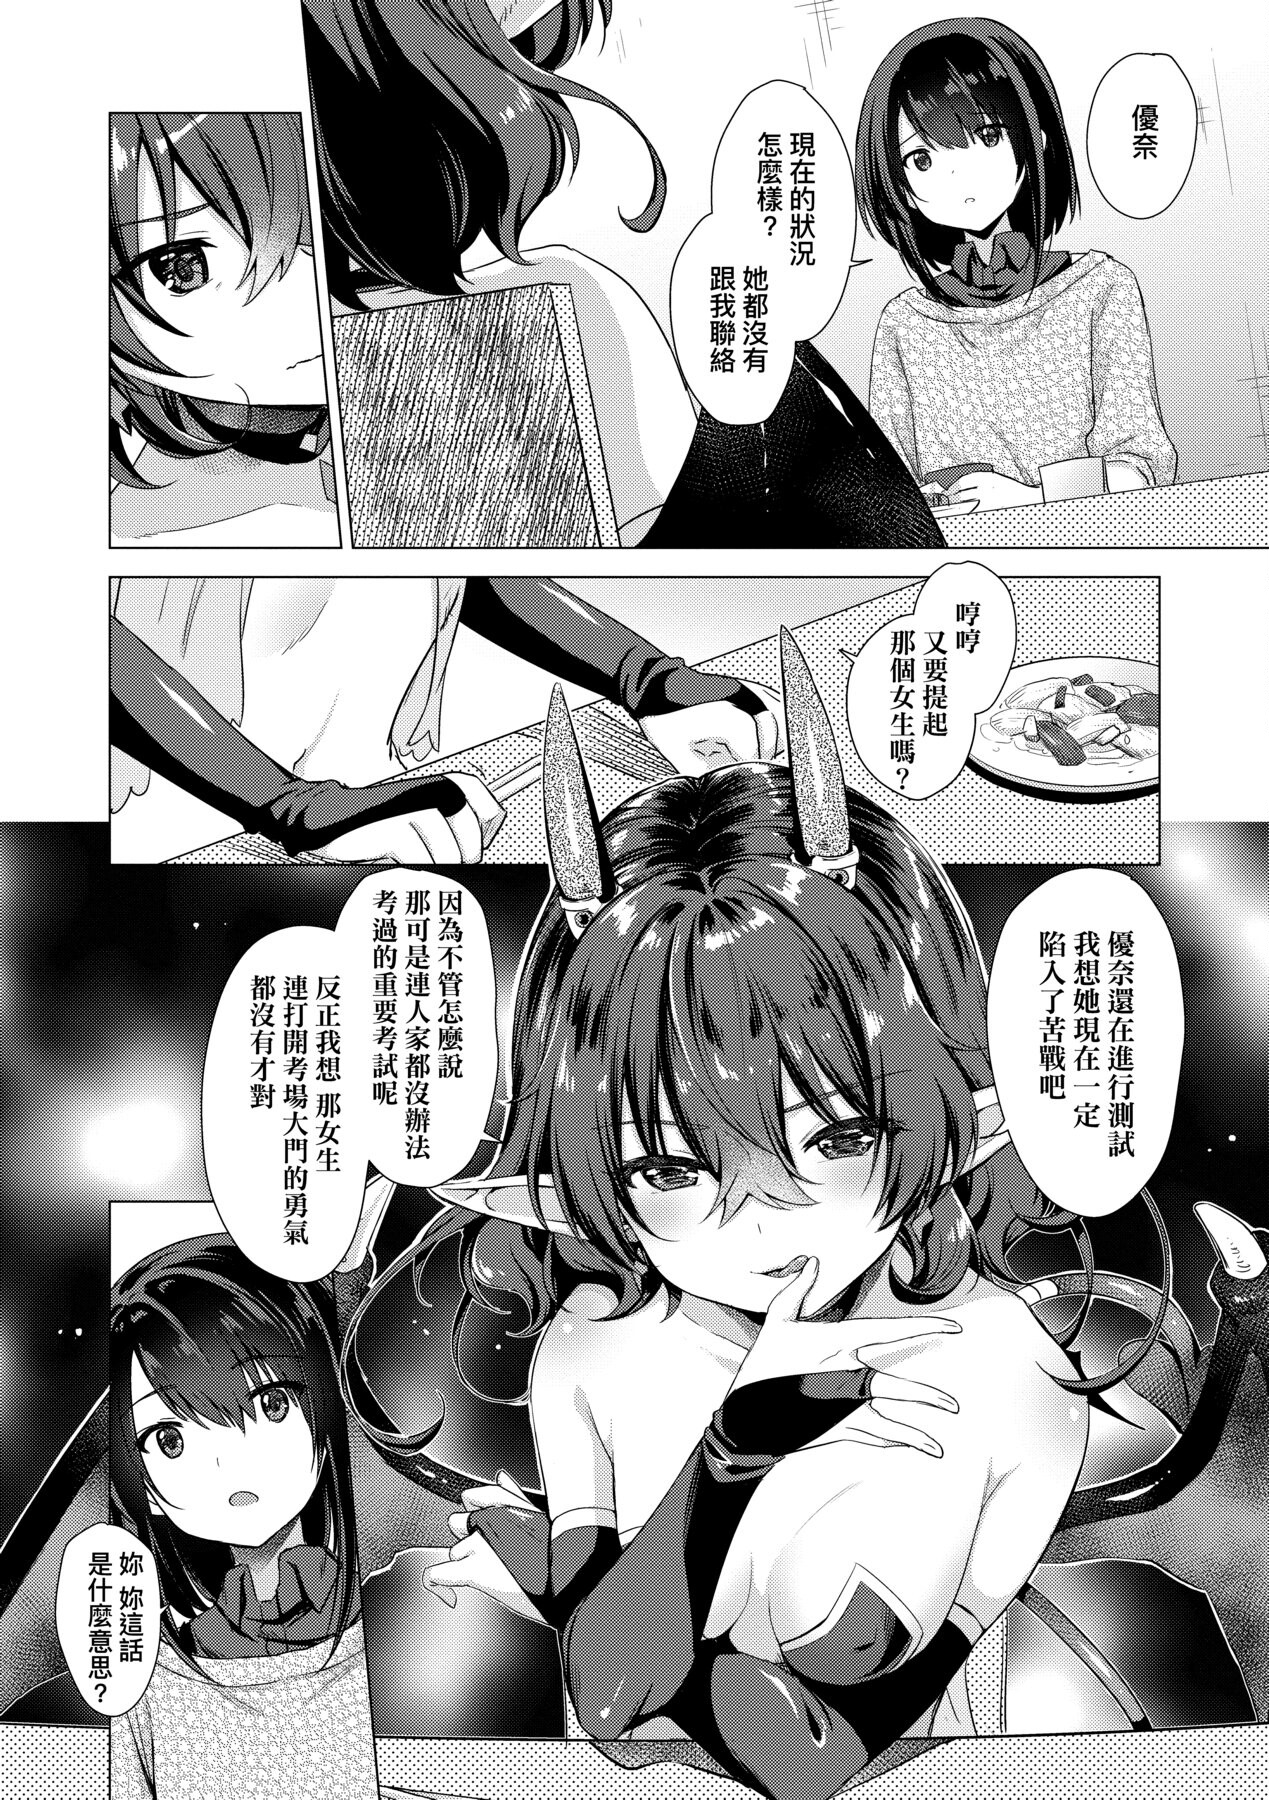 優奈
現在的狀況
怎麼樣？
她都沒有
跟我聯絡
哼哼
又要提起
那個女生嗎？
優奈還在進行測試
我想她現在一定
陷入了苦戰吧
因為不管怎麼說
那可是連人家都沒辦法
考過的重要考試呢
反正我想 那女生
連打開考場大門的勇氣
都沒有才對
妳 妳這話
是什麼意思？